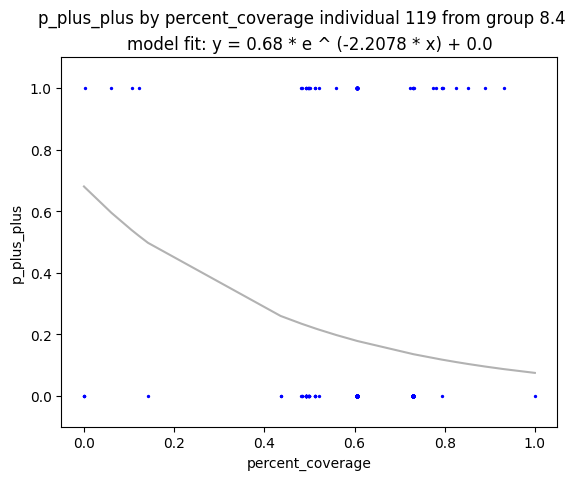 p_plus_plus by percent_coverage individual 119 from group 8.4
model fit: y = 0.68 * e ^ (-2.2078 * x) + 0.0
1.0
0.8
0.6
0.4
0.2
0.0
p_plus_plus
0.0 0.2 0.4 0.6 0.8 1.0
percent_coverage